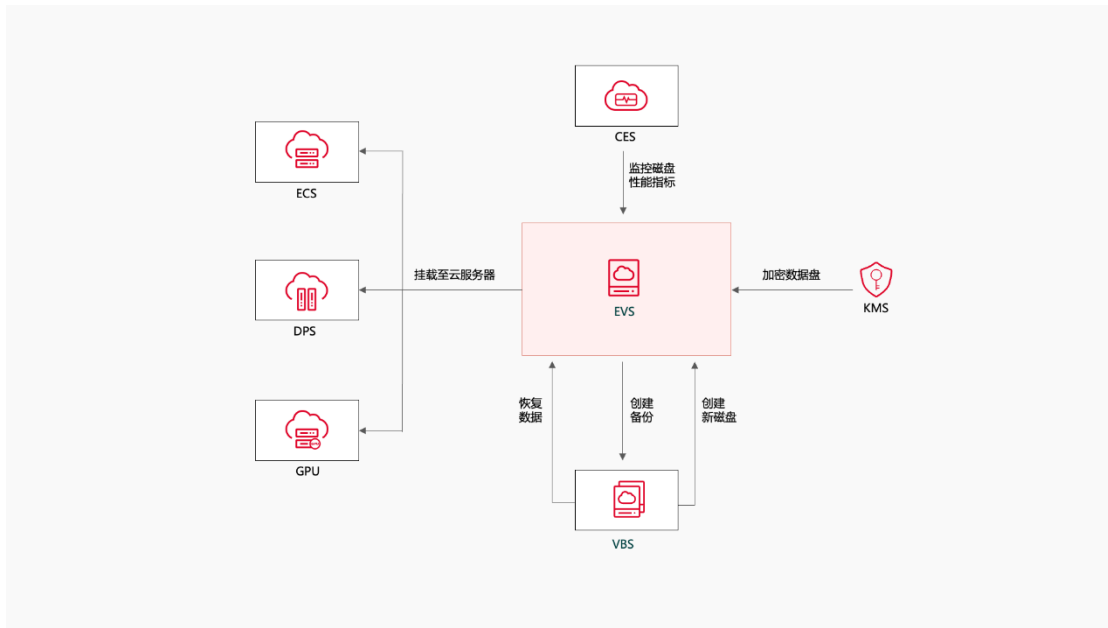 CES
监控磁盘
性能指标
ECS
挂载至云服务器
加密数据盘
EVS
KMS
DPS
恢复
数据
创建
备份
创建
新磁盘
GPU
VBS